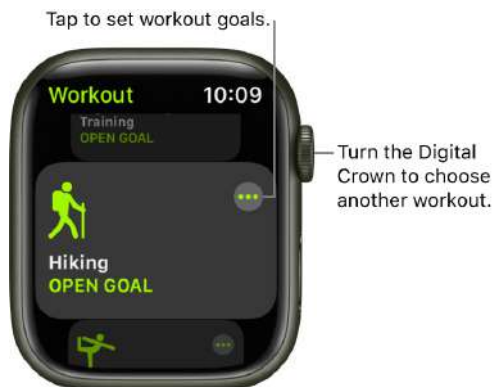 Tap to set workout goals.
Workout 10:09
Training
OPEN GOAL
Hiking
OPEN GOAL
Turn the Digital
Crown to choose
another workout.